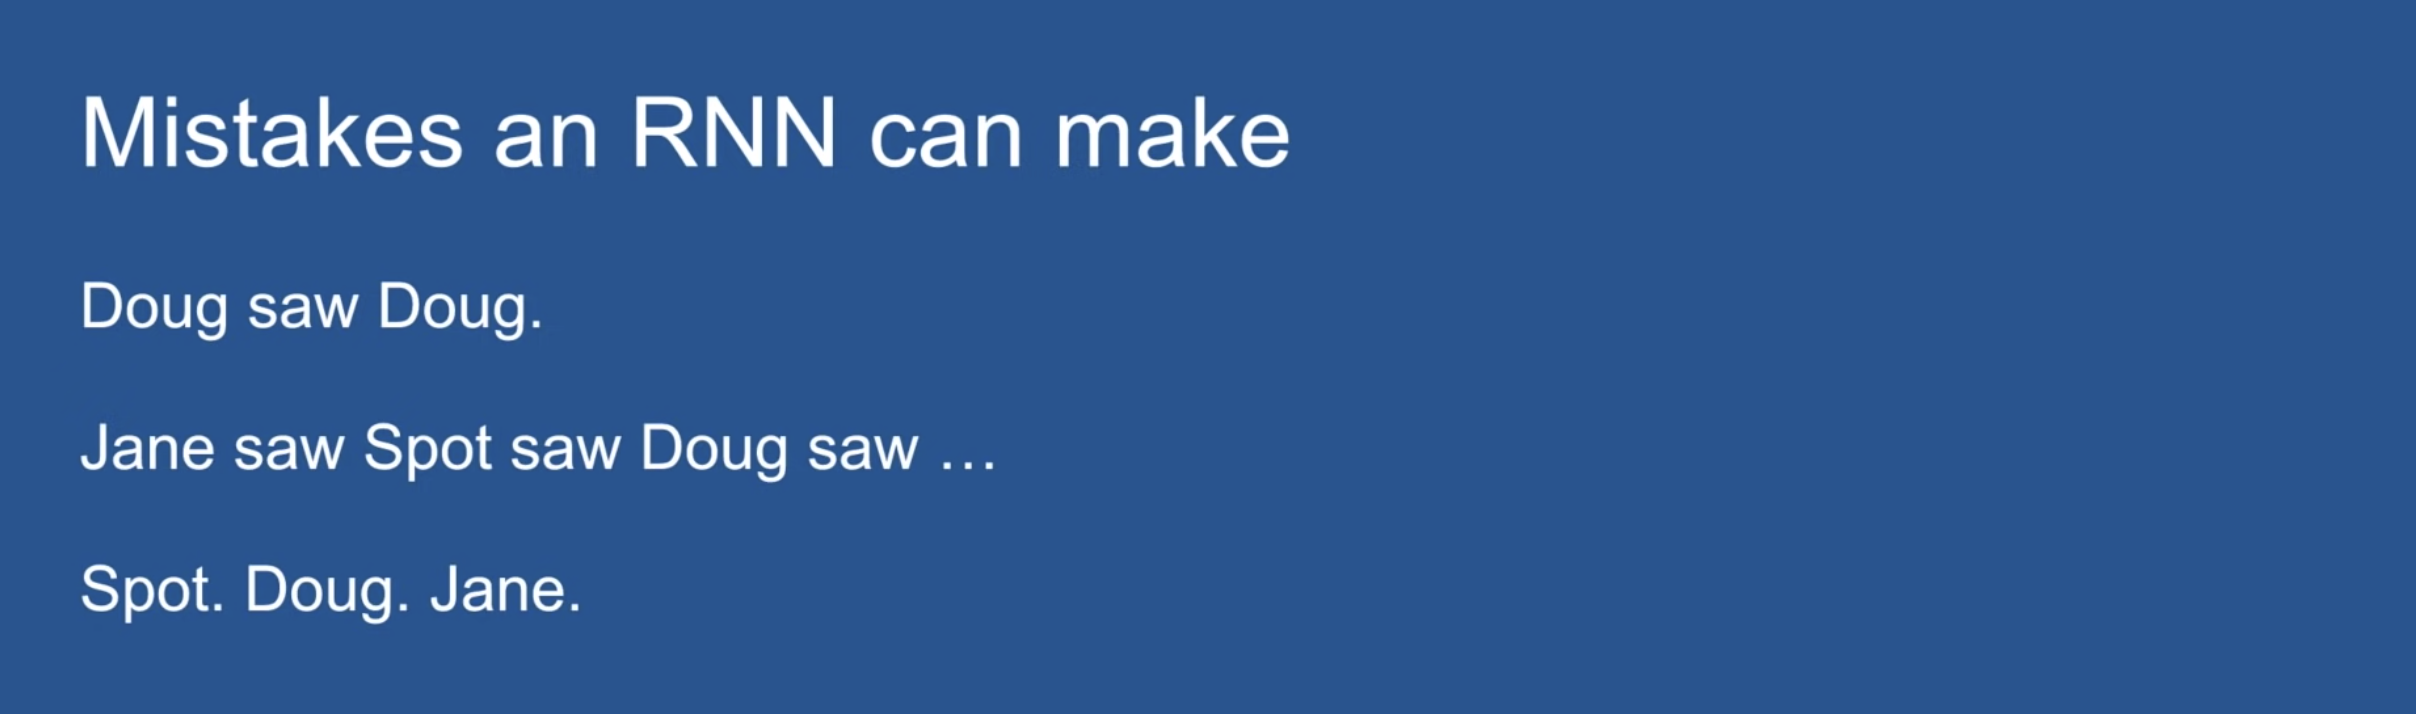 Mistakes an RNN can make
Doug saw Doug.
Jane saw Spot saw Doug saw …
Spot. Doug. Jane.